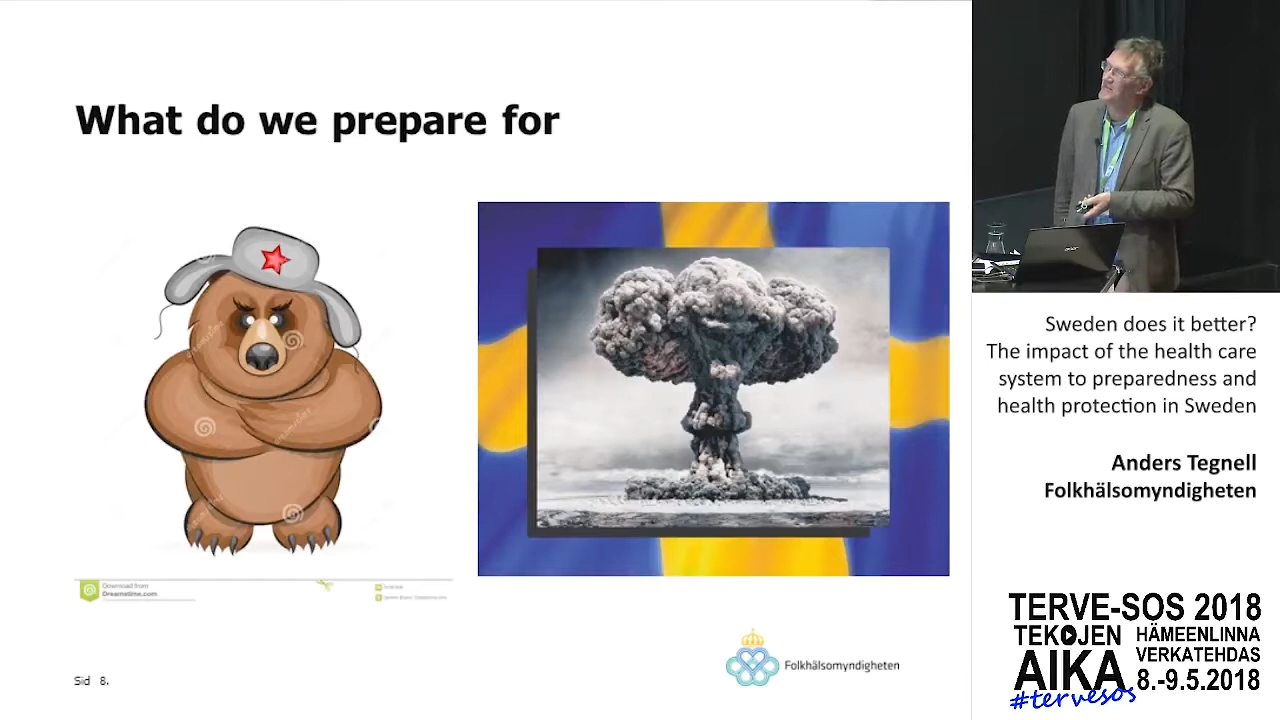 What do we prepare for
Download from
Dreamstime.com
Folkhälsomyndigheten
Sid 8.
acer
Sweden does it better?
The impact of the health care
system to preparedness and
health protection in Sweden
Anders Tegnell
Folkhälsomyndigheten
TERVE-SOS 2018
TEKOJEN
AIKA
HÄMEENLINNA
VERKATEHDAS
8.-9.5.2018
#tervesos